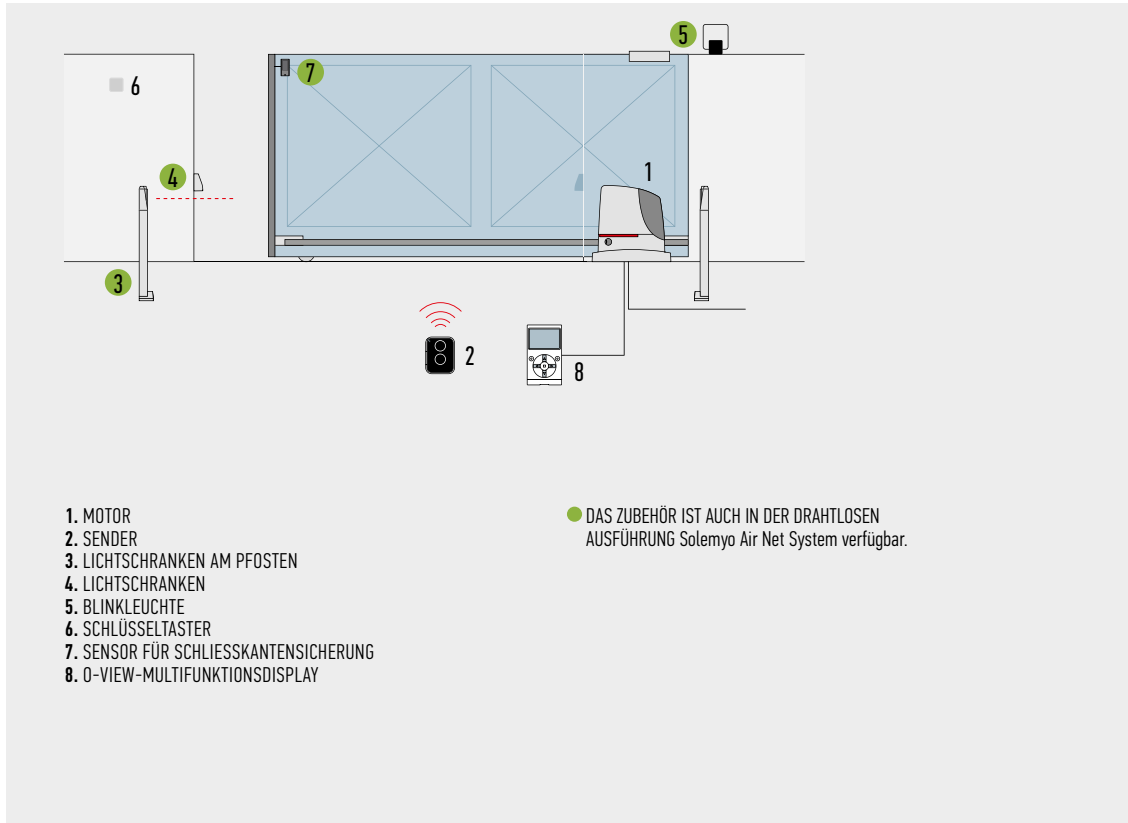 5
7
6
4
1
3
2
8
1. MOTOR
2. SENDER
3. LICHTSCHRANKEN AM PFOSTEN
4. LICHTSCHRANKEN
5. BLINKLEUCHTE
6. SCHLÜSSELTASTER
7. SENSOR FÜR SCHLIESSKANTENSICHERUNG
8. O-VIEW-MULTIFUNKTIONSDISPLAY
DAS ZUBEHÖR IST AUCH IN DER DRAHTLOSEN
AUSFÜHRUNG Solemyo Air Net System verfügbar.